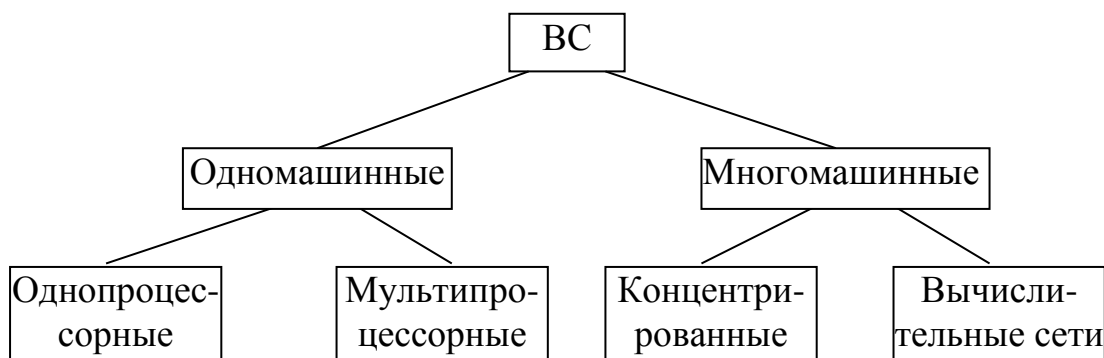 ВС
Одномашинные
Многомашинные
Однопроцес-
сорные
Мультипро-
цессорные
Концентри-
рованные
Вычисли-
тельные сети